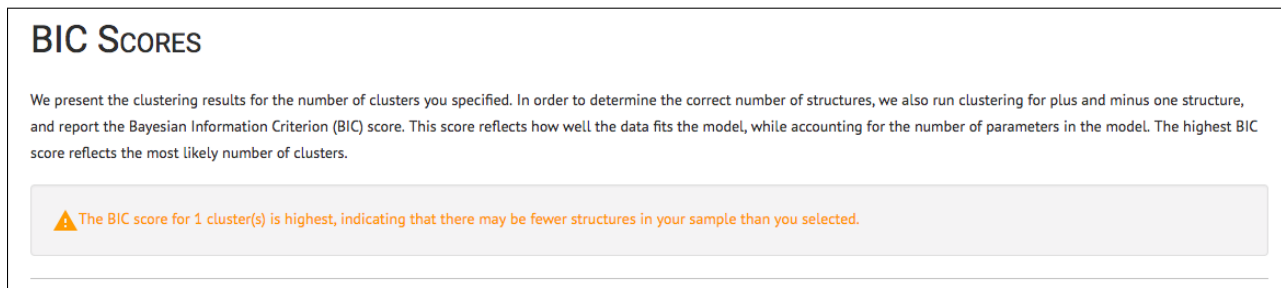 BIC Scores
We present the clustering results for the number of clusters you specified. In order to determine the correct number of structures, we also run clustering for plus and minus one structure,
and report the Bayesian Information Criterion (BIC) score. This score reflects how well the data fits the model, while accounting for the number of parameters in the model. The highest BIC
score reflects the most likely number of clusters.
The BIC score for 1 cluster(s) is highest, indicating that there may be fewer structures in your sample than you selected.